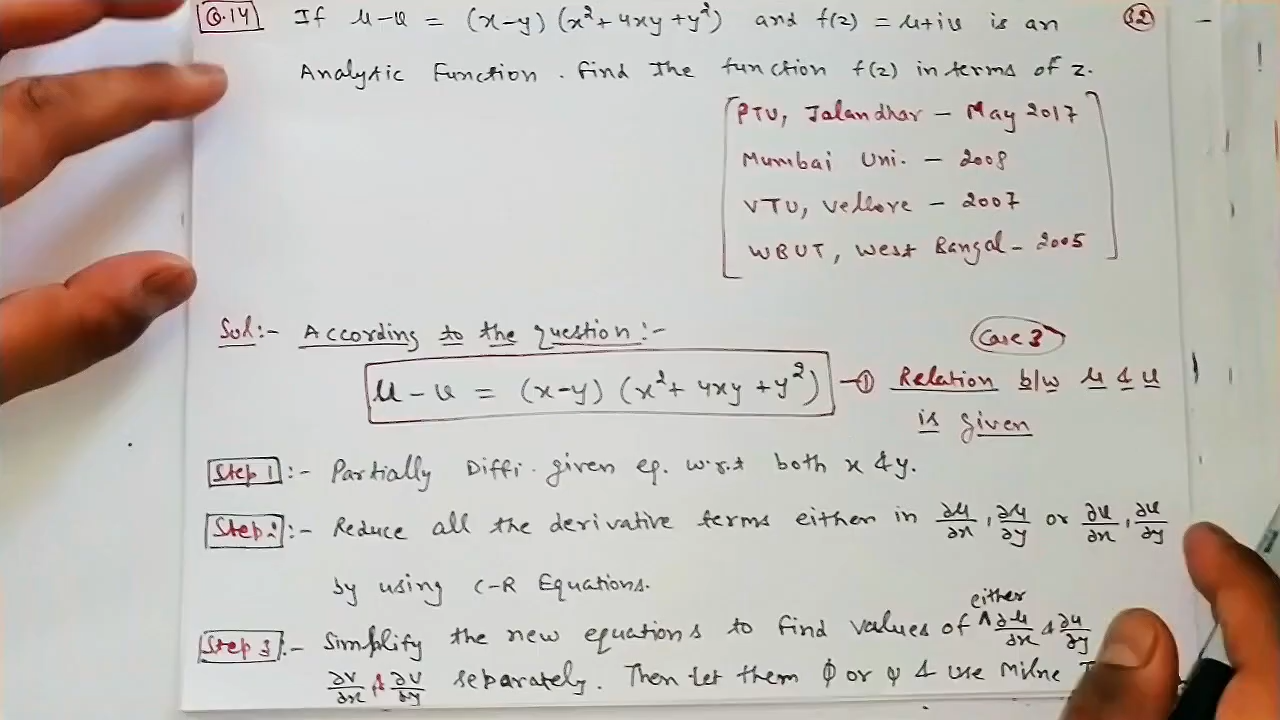 Q.14 If u-v = (x-y) (x²+4xy+y²) and f(z) = u+iv is an 32
Analytic Function. find the function f(z) in terms of z.
[PTU, Jalandhar - May 2017
Mumbai Uni. - 2008
VTU, Vellore - 2007
WBUT, West Bangal - 2005]
Sol:- According to the question:- Case 3
u-v = (x-y) (x²+4xy+y²) -① Relation b/w u & v
is given
Step 1:- Partially Diffi. given eq. w.r.t both x & y.
Step 2:- Reduce all the derivative terms either in ∂u/∂x, ∂u/∂y or ∂v/∂x, ∂v/∂y
by using C-R Equations.
either
Step 3:- Simplify the new equations to find values of ∧ ∂u/∂x & ∂u/∂y
∂v/∂x & ∂v/∂y separately. Then let them ϕ or ψ & use Milne T